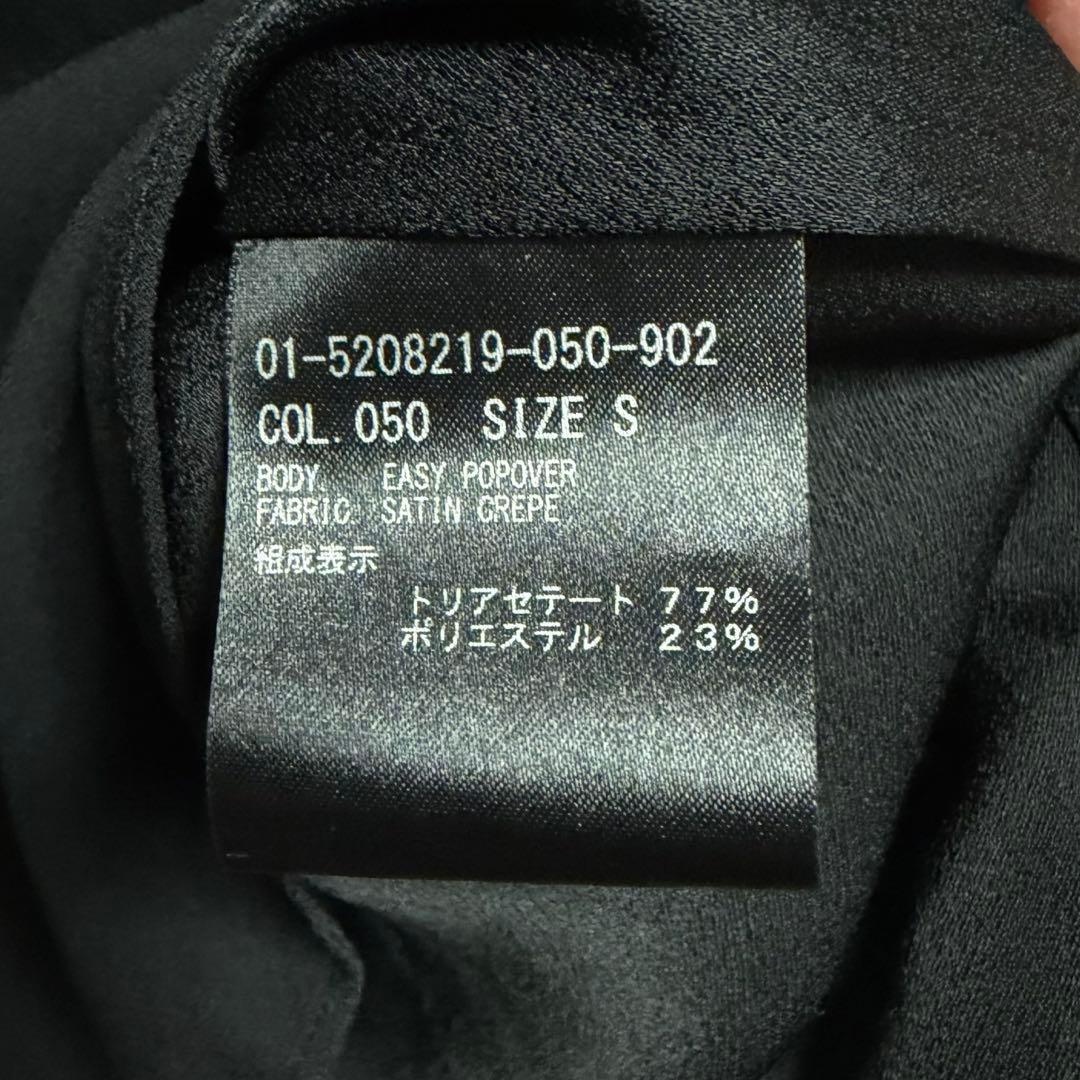 01-5208219-050-902
COL. 050 SIZE S
BODY EASY POPOVER
FABRIC SATIN CREPE
組成表示
トリアセテート 77%
ポリエステル 23%